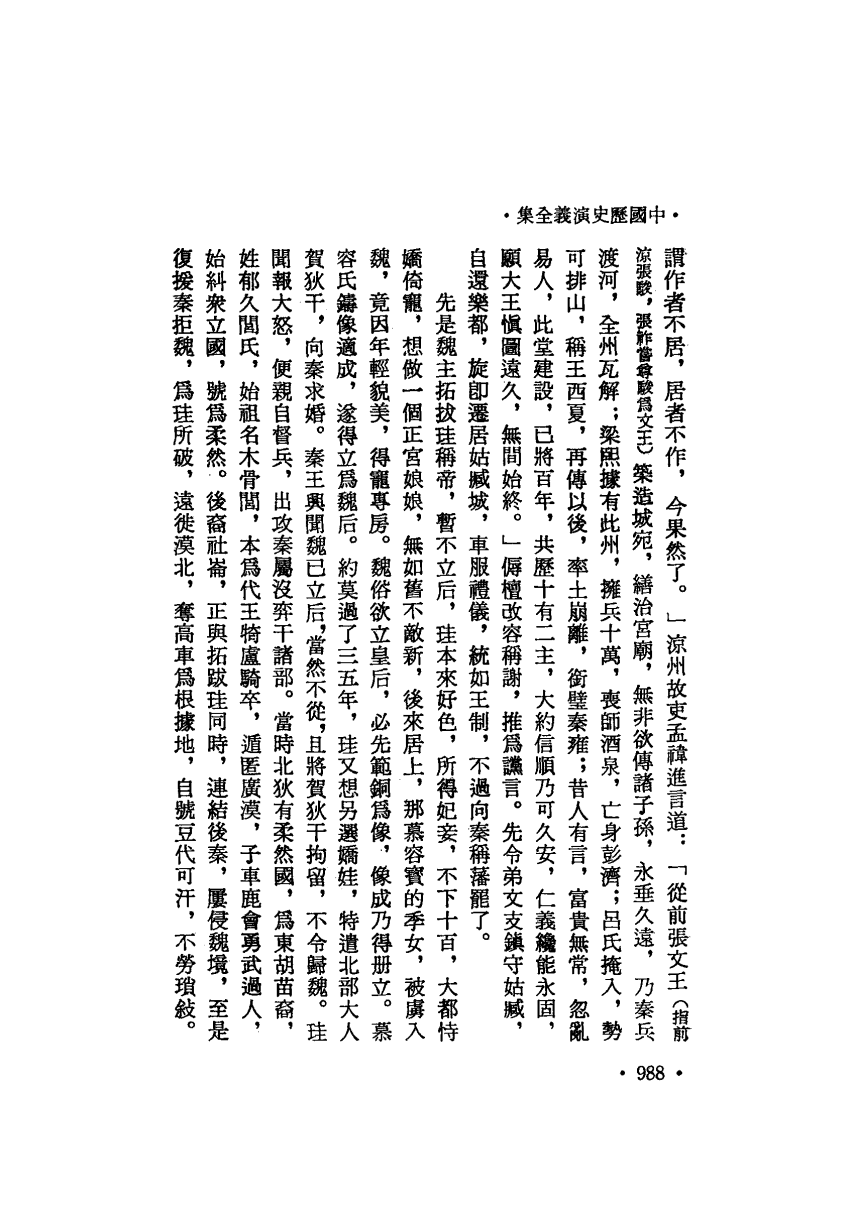 ・中國歷史演義全集・
謂作者不居，居者不作，今果然了。」涼州故吏孟禕進言道：「從前張文王（指前
涼張駿，張祚嘗尊駿爲文王）築造城宛，繕治宮廟，無非欲傳諸子孫，永垂久遠，乃秦兵
渡河，全州瓦解；梁熙據有此州，擁兵十萬，喪師酒泉，亡身彭濟；呂氏掩入，勢
可排山，稱王西夏，再傳以後，率土崩離，銜璧秦雍；昔人有言，富貴無常，忽亂
易人，此堂建設，已將百年，共歷十有二主，大約信順乃可久安，仁義纔能永固，
願大王愼圖遠久，無間始終。」傉檀改容稱謝，推爲讜言。先令弟文支鎭守姑臧，
自還樂都，旋卽遷居姑臧城，車服禮儀，統如王制，不過向秦稱藩罷了。
先是魏主拓拔珪稱帝，暫不立后，珪本來好色，所得妃妾，不下十百，大都恃
嬌倚寵，想做一個正宮娘娘，無如舊不敵新，後來居上，那慕容寶的季女，被虜入
魏，竟因年輕貌美，得寵專房。魏俗欲立皇后，必先範銅爲像，像成乃得册立。慕
容氏鑄像適成，遂得立爲魏后。約莫過了三五年，珪又想另選嬌娃，特遣北部大人
賀狄干，向秦求婚。秦王興聞魏已立后，當然不從，且將賀狄干拘留，不令歸魏。珪
聞報大怒，便親自督兵，出攻秦屬沒弈干諸部。當時北狄有柔然國，爲東胡苗裔，
姓郁久閭氏，始祖名木骨閭，本爲代王犄盧騎卒，遁匿廣漠，子車鹿會勇武過人，
始糾衆立國，號爲柔然。後裔社崙，正與拓跋珪同時，連結後秦，屢侵魏境，至是
復援秦拒魏，爲珪所破，遠徙漠北，奪高車爲根據地，自號豆代可汗，不勞瑣敍。
・988・